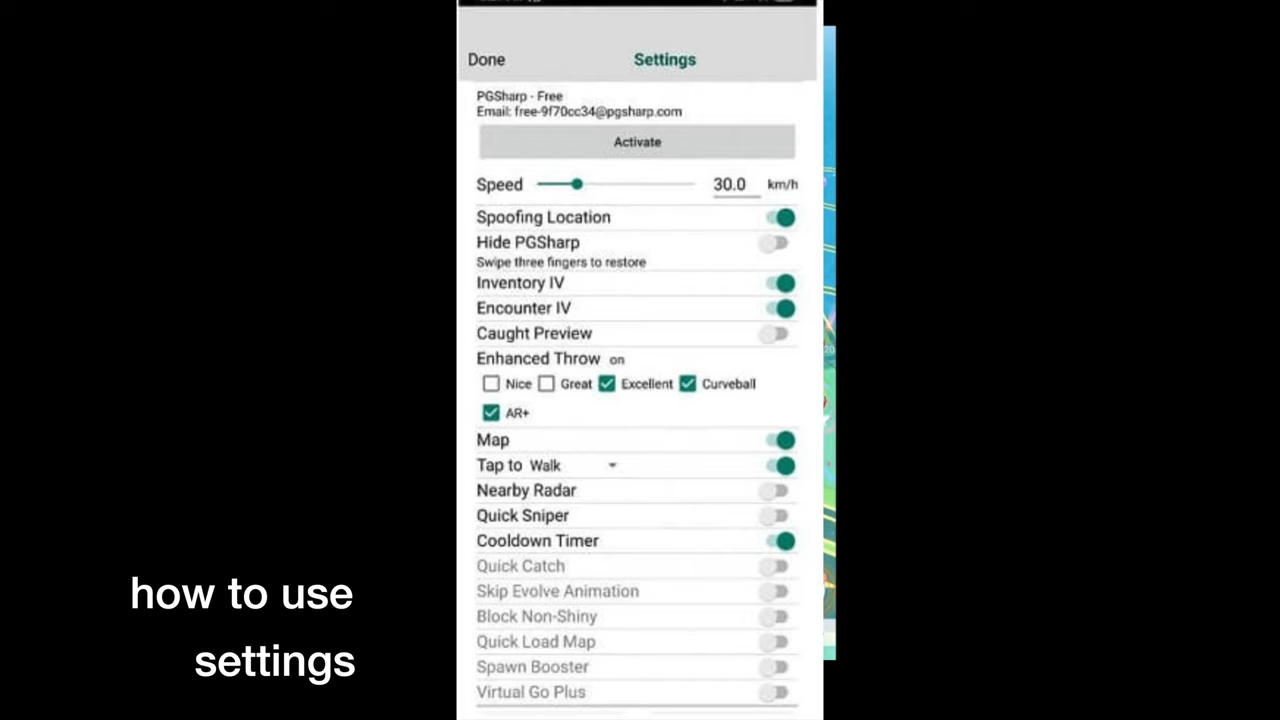 Done Settings
PGSharp - Free
Email: free-9f70cc34@pgsharp.com
Activate
Speed 30.0 km/h
Spoofing Location
Hide PGSharp
Swipe three fingers to restore
Inventory IV
Encounter IV
Caught Preview
Enhanced Throw on
Nice Great Excellent Curveball
AR+
Map
Tap to Walk
Nearby Radar
Quick Sniper
Cooldown Timer
Quick Catch
Skip Evolve Animation
Block Non-Shiny
Quick Load Map
Spawn Booster
Virtual Go Plus
how to use
settings